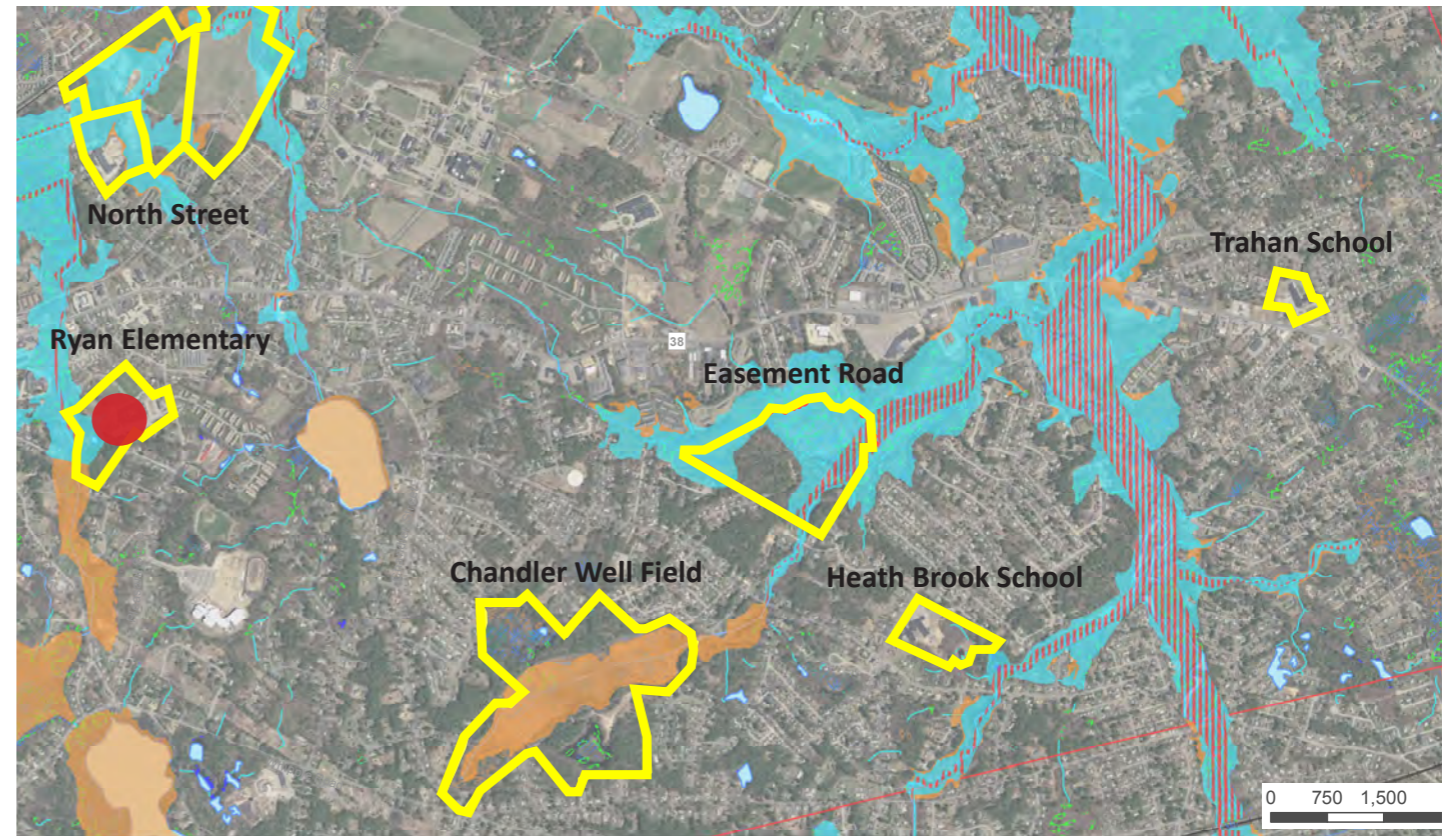 North Street
Trahan School
Ryan Elementary
38
Easement Road
Chandler Well Field
Heath Brook School
0 750 1,500